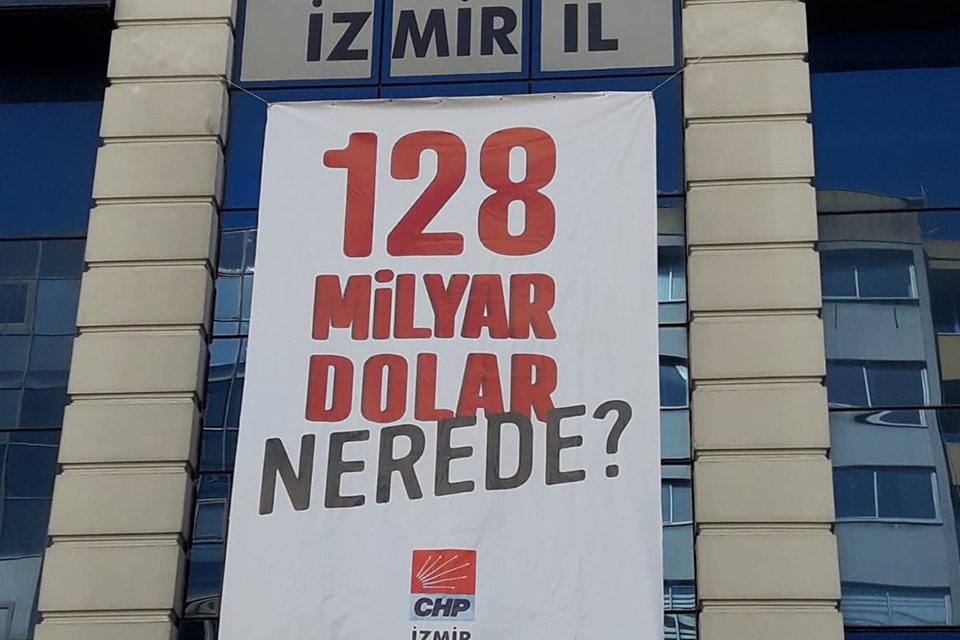 İZMİR İL
128
MİLYAR
DOLAR
NEREDE?
CHP
İZMİR